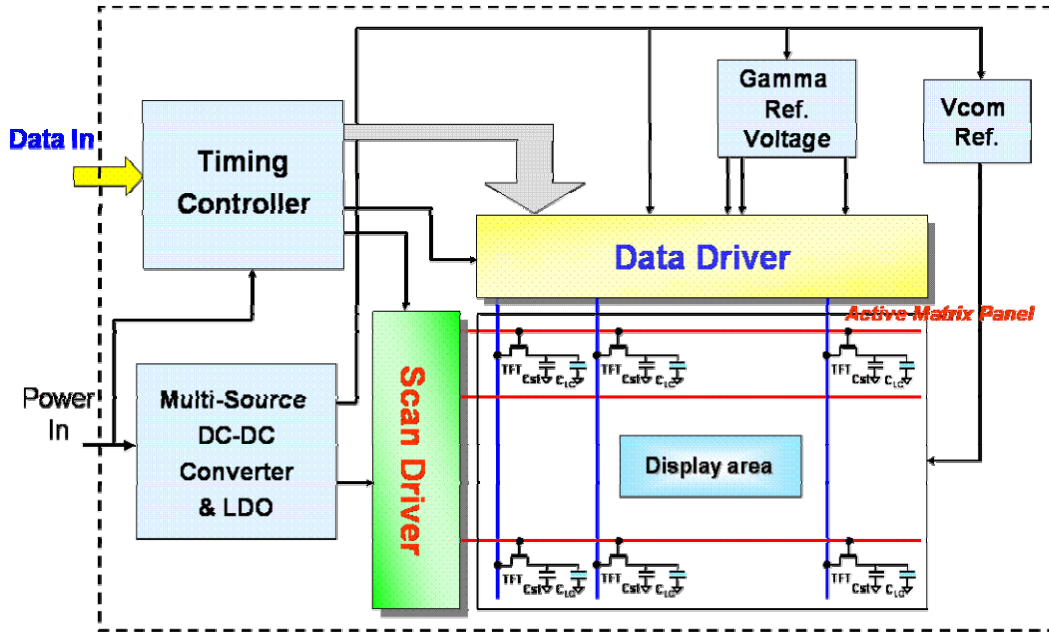 Gamma
Ref.
Voltage
Vcom
Ref.
Data In
Timing
Controller
Data Driver
Active Matrix Panel
Power
In
Multi-Source
DC-DC
Converter
& LDO
Scan Driver
TFT Cst CLC
TFT Cst CLC
TFT Cst CLC
Display area
TFT Cst CLC
TFT Cst CLC
TFT Cst CLC